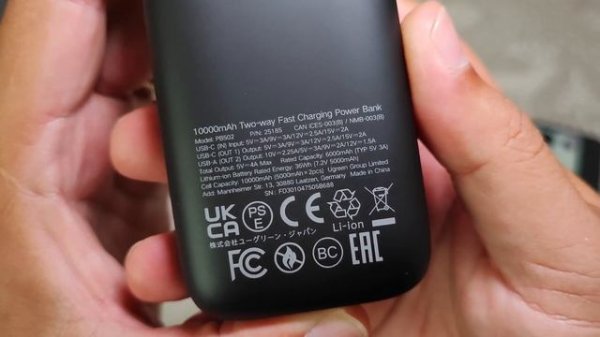 10000mAh Two-way Fast Charging Power Bank
Model: PB502 P/N: 25185 CAN ICES-003(B) / NMB-003(B)
USB-C (IN) Input: 5V⎓3A/9V⎓3A/12V⎓2.5A/15V⎓2A
USB-C (OUT 1) Output: 5V⎓3A/9V⎓3A/12V⎓2.5A/15V⎓2A
USB-A (OUT 2) Output: 10V⎓2.25A/5V⎓3A/9V⎓2A/12V⎓1.5A
Total Output: 5V⎓4.5A Max Rated Capacity: 6000mAh (TYP 5V 3A)
Lithium-ion Battery Rated Energy: 36Wh (7.2V 5000mAh)
Cell Capacity: 10000mAh (5000mAh×2pcs) Ugreen Group Limited
Add: Mannheimer Str. 13, 30880 Laatzen, Germany
SN: FD301047505B688
UK
CA
PS
E
CE
Li-ion
株式会社ユーグリーン・ジャパン
FC
BC
EAC